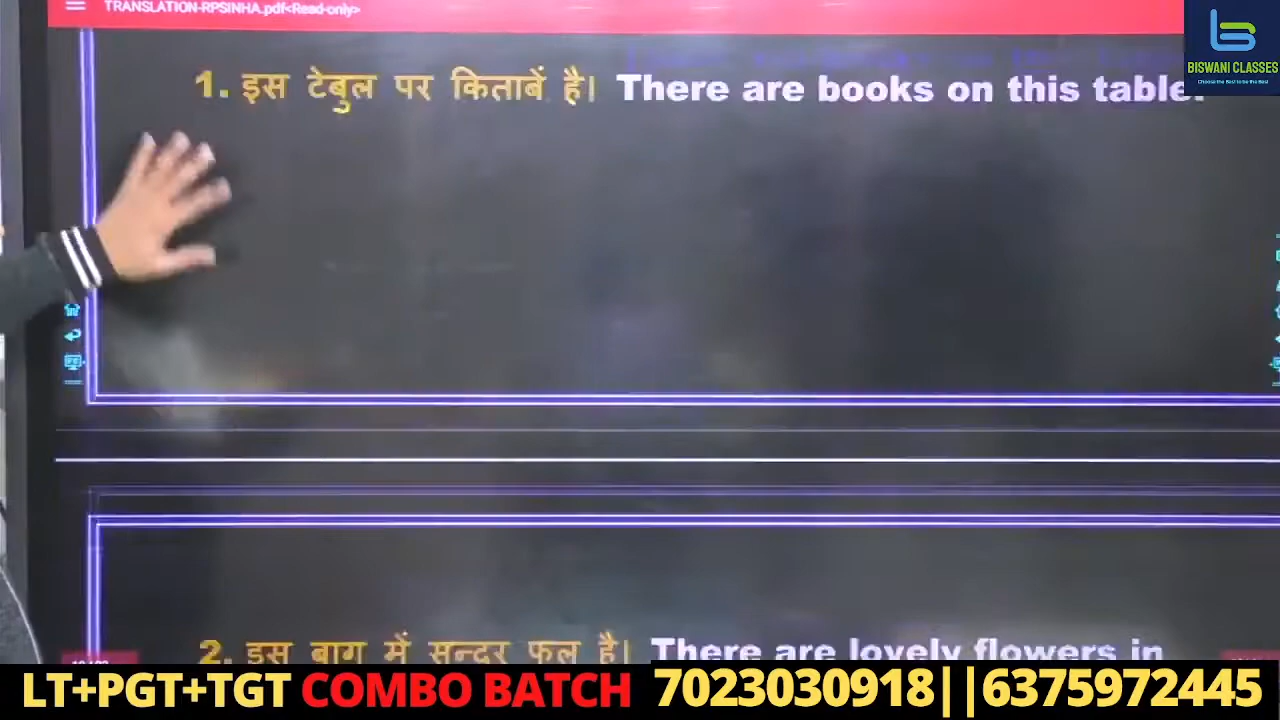 TRANSLATION-RPSINHA.pdf<Read-only>
BISWANI CLASSES
1. इस टेबुल पर किताबें है। There are books on this table.
2. इस बाग में सुन्दर फूल है। There are lovely flowers in
LT+PGT+TGT COMBO BATCH 7023030918||6375972445